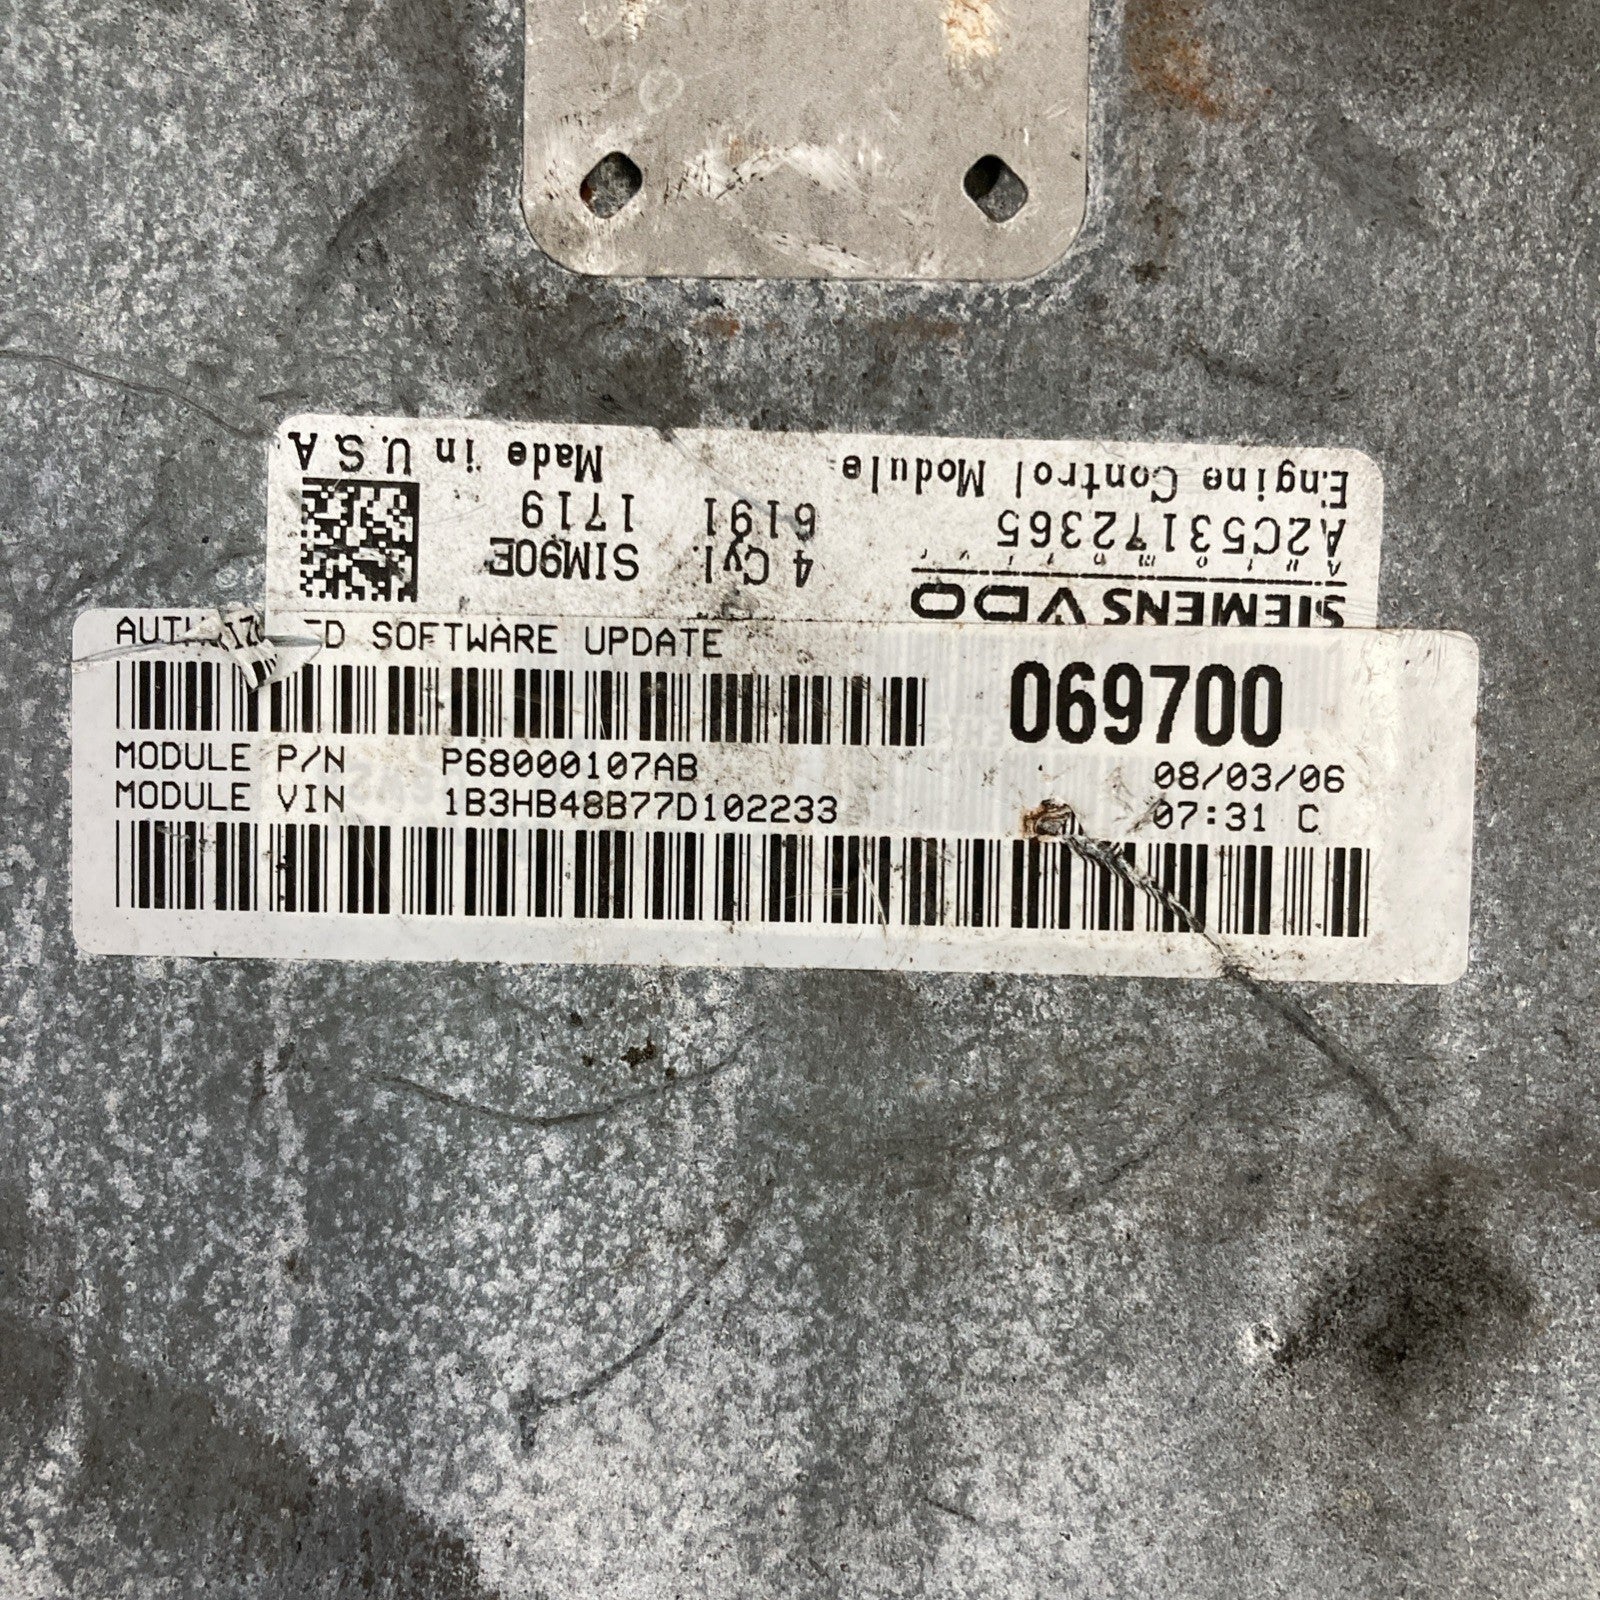 SIEMENS VDO
A u t o m o t i v e
A2C53172365
Engine Control Module
4 Cyl. SIM90E
6191 1719
Made in U.S.A
SOFTWARE UPDATE
069700
MODULE P/N P68000107AB
08/03/06
MODULE VIN 1B3HB48B77D102233
07:31 C